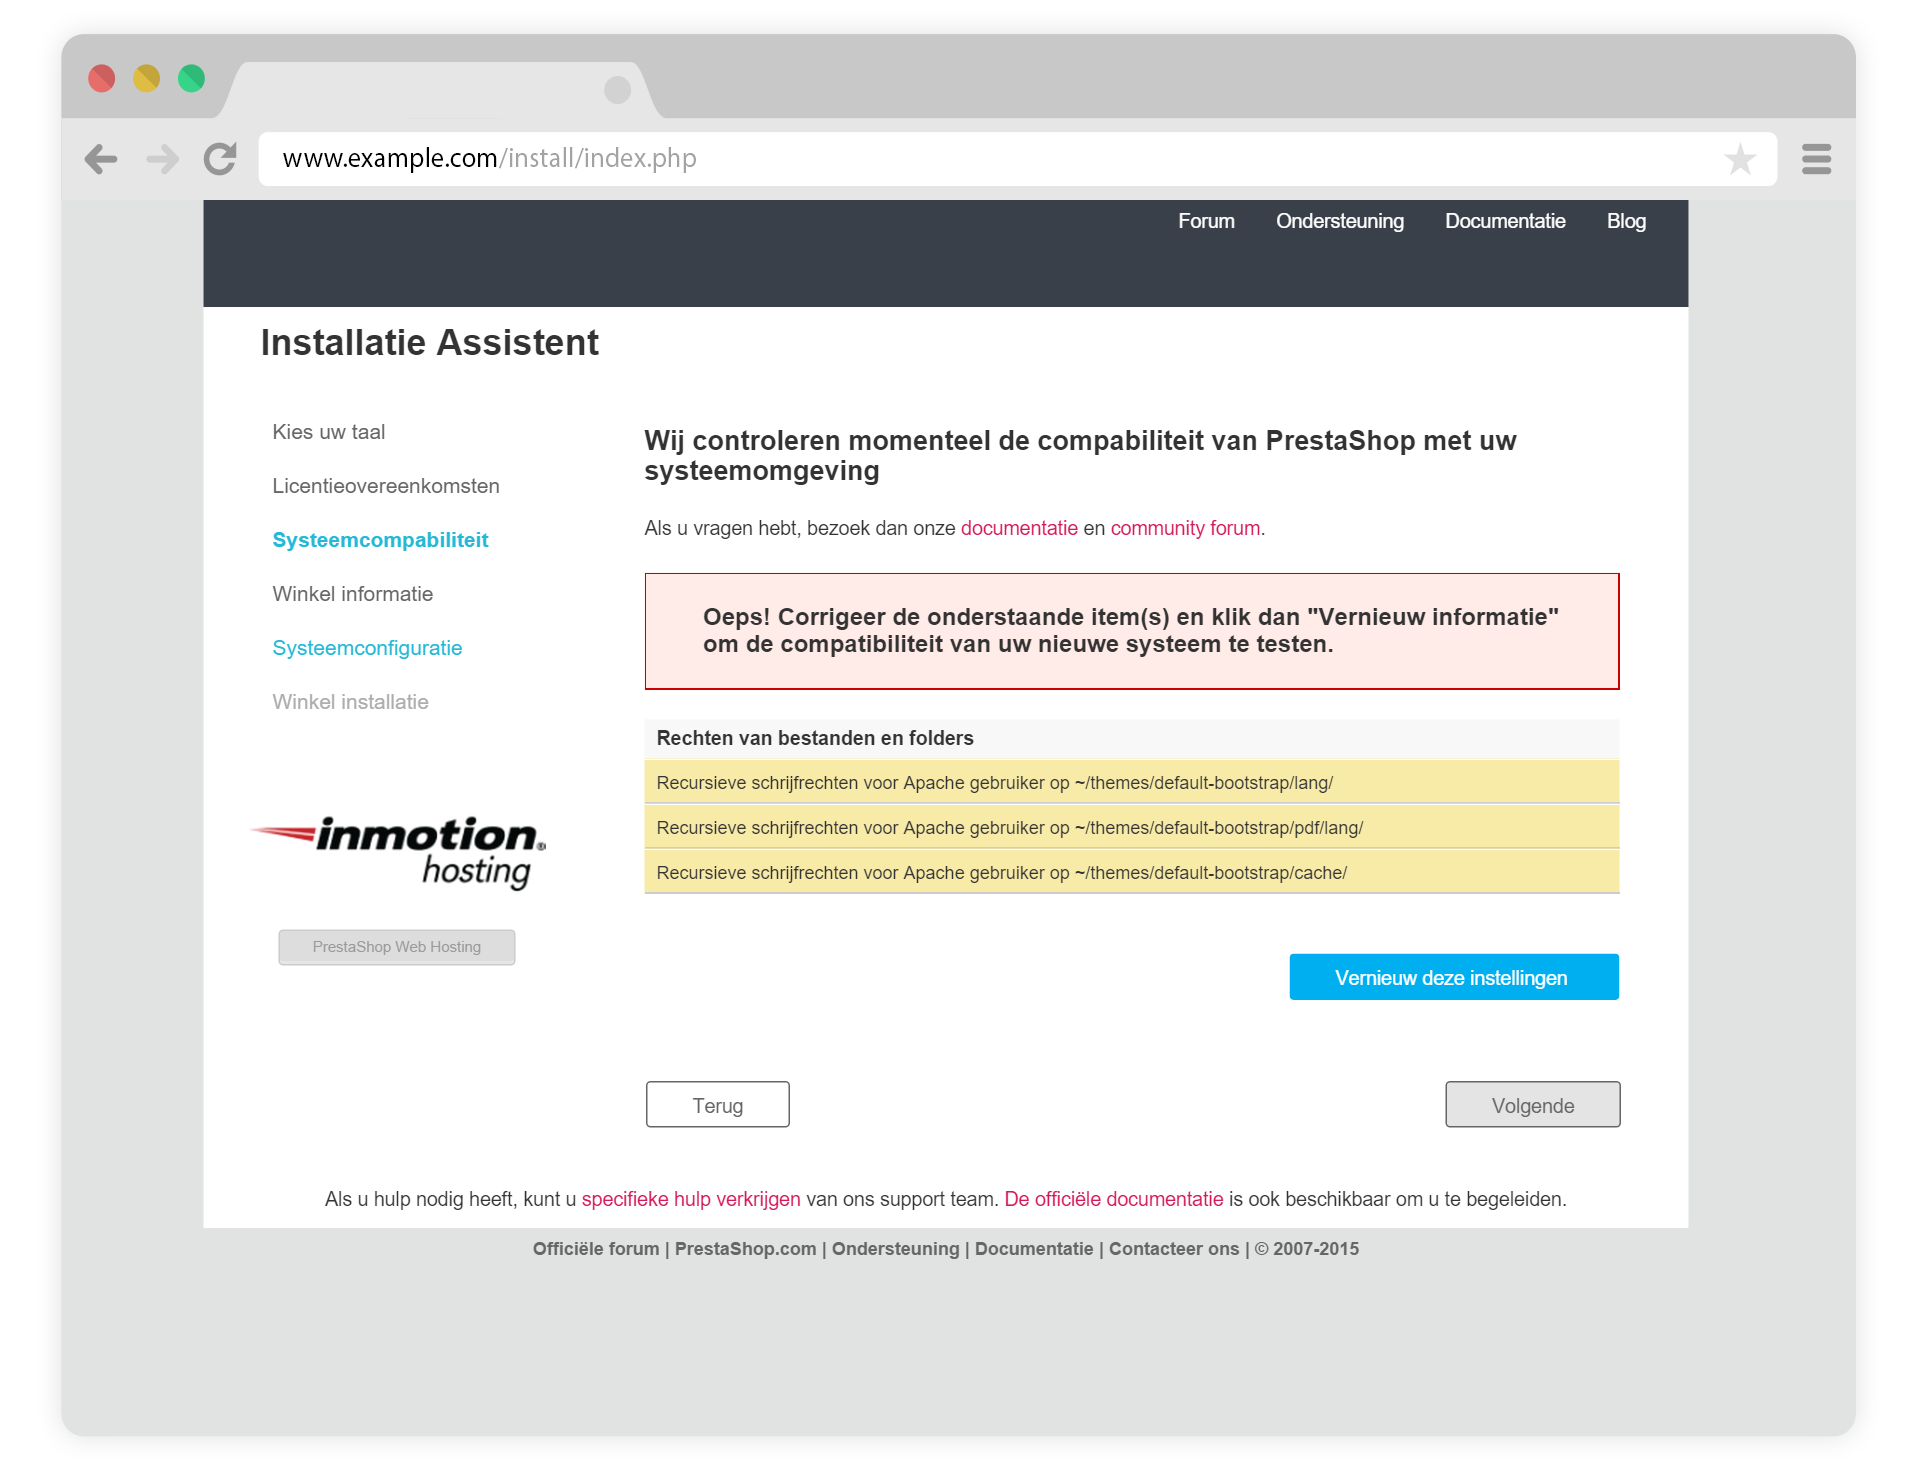 www.example.com/install/index.php
Forum Ondersteuning Documentatie Blog
Installatie Assistent
Kies uw taal
Licentieovereenkomsten
Systeemcompabiliteit
Winkel informatie
Systeemconfiguratie
Winkel installatie
inmotion®
hosting
PrestaShop Web Hosting
Wij controleren momenteel de compabiliteit van PrestaShop met uw
systeemomgeving
Als u vragen hebt, bezoek dan onze documentatie en community forum.
Oeps! Corrigeer de onderstaande item(s) en klik dan "Vernieuw informatie"
om de compatibiliteit van uw nieuwe systeem te testen.
Rechten van bestanden en folders
Recursieve schrijfrechten voor Apache gebruiker op ~/themes/default-bootstrap/lang/
Recursieve schrijfrechten voor Apache gebruiker op ~/themes/default-bootstrap/pdf/lang/
Recursieve schrijfrechten voor Apache gebruiker op ~/themes/default-bootstrap/cache/
Vernieuw deze instellingen
Terug
Volgende
Als u hulp nodig heeft, kunt u specifieke hulp verkrijgen van ons support team. De officiële documentatie is ook beschikbaar om u te begeleiden.
Officiële forum | PrestaShop.com | Ondersteuning | Documentatie | Contacteer ons | © 2007-2015